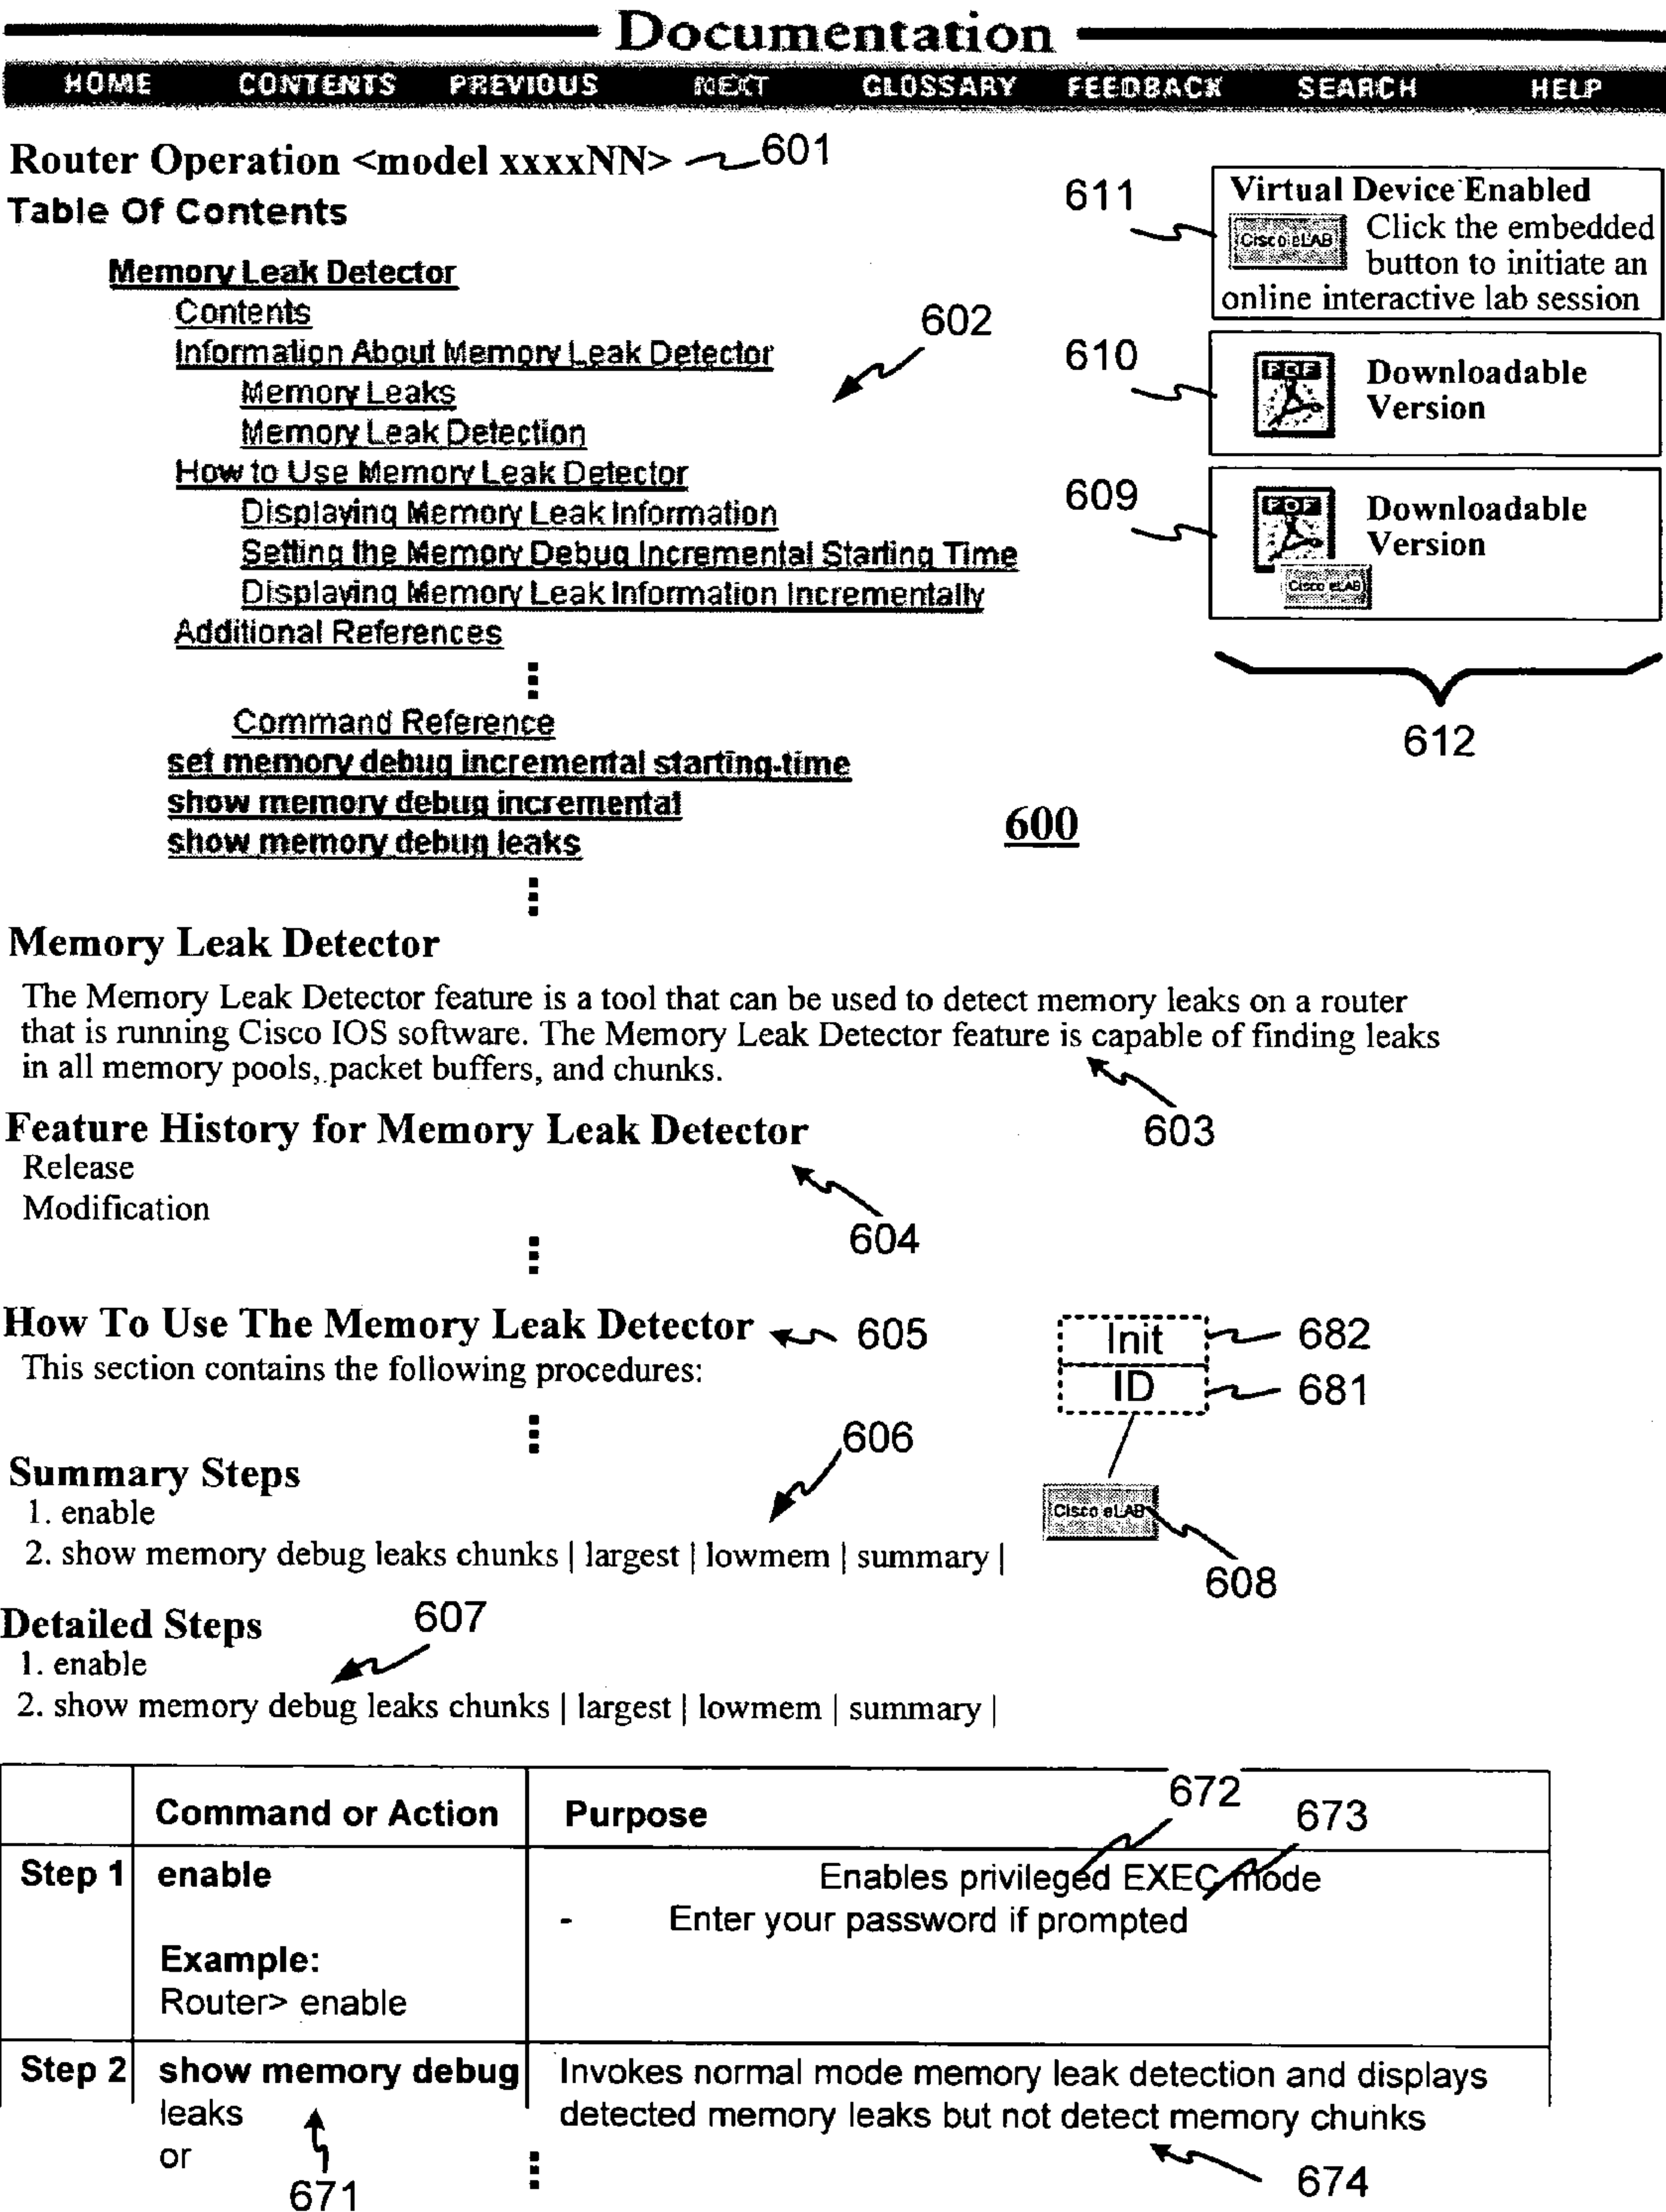 Documentation
HOME CONTENTS PREVIOUS NEXT GLOSSARY FEEDBACK SEARCH HELP
Router Operation <model xxxxNN> 601
Table Of Contents
Memory Leak Detector
Contents
Information About Memory Leak Detector
Memory Leaks
Memory Leak Detection
How to Use Memory Leak Detector
Displaying Memory Leak Information
Setting the Memory Debug Incremental Starting Time
Displaying Memory Leak Information Incrementally
Additional References
Command Reference
set memory debug incremental starting-time
show memory debug incremental
show memory debug leaks
602
611
Virtual Device Enabled
Cisco eLAB
Click the embedded
button to initiate an
online interactive lab session
610
PDF
Downloadable
Version
609
PDF
Cisco eLAB
Downloadable
Version
612
600
Memory Leak Detector
The Memory Leak Detector feature is a tool that can be used to detect memory leaks on a router
that is running Cisco IOS software. The Memory Leak Detector feature is capable of finding leaks
in all memory pools, packet buffers, and chunks.
603
Feature History for Memory Leak Detector
Release
Modification
604
How To Use The Memory Leak Detector 605
This section contains the following procedures:
Init 682
ID 681
606
Summary Steps
1. enable
2. show memory debug leaks chunks | largest | lowmem | summary |
Cisco eLAB
608
Detailed Steps 607
1. enable
2. show memory debug leaks chunks | largest | lowmem | summary |
672
673
Command or Action Purpose
Step 1 enable Enables privileged EXEC mode
- Enter your password if prompted
Example:
Router> enable
Step 2 show memory debug Invokes normal mode memory leak detection and displays
leaks detected memory leaks but not detect memory chunks
or
671
674